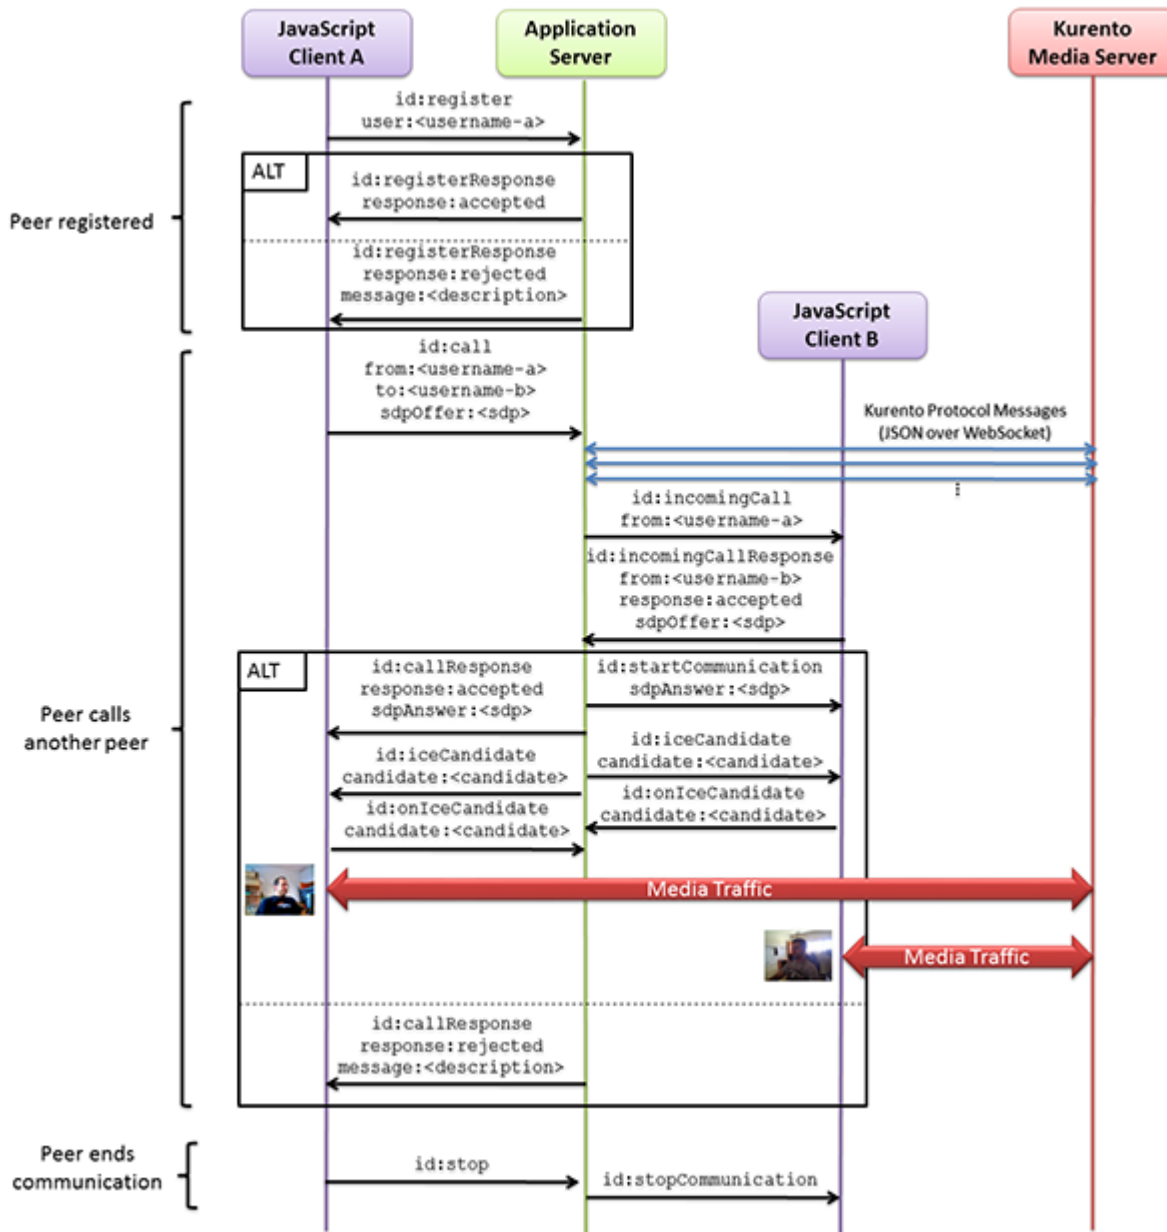 JavaScript
Client A
Application
Server
Kurento
Media Server
id:register
user:<username-a>
ALT
id:registerResponse
response:accepted
Peer registered
id:registerResponse
response:rejected
message:<description>
JavaScript
Client B
id:call
from:<username-a>
to:<username-b>
sdpOffer:<sdp>
Kurento Protocol Messages
(JSON over WebSocket)
...
id:incomingCall
from:<username-a>
id:incomingCallResponse
from:<username-b>
response:accepted
sdpOffer:<sdp>
ALT
id:callResponse
response:accepted
sdpAnswer:<sdp>
id:startCommunication
sdpAnswer:<sdp>
Peer calls
another peer
id:iceCandidate
candidate:<candidate>
id:iceCandidate
candidate:<candidate>
id:onIceCandidate
candidate:<candidate>
id:onIceCandidate
candidate:<candidate>
Media Traffic
Media Traffic
id:callResponse
response:rejected
message:<description>
Peer ends
communication
id:stop
id:stopCommunication